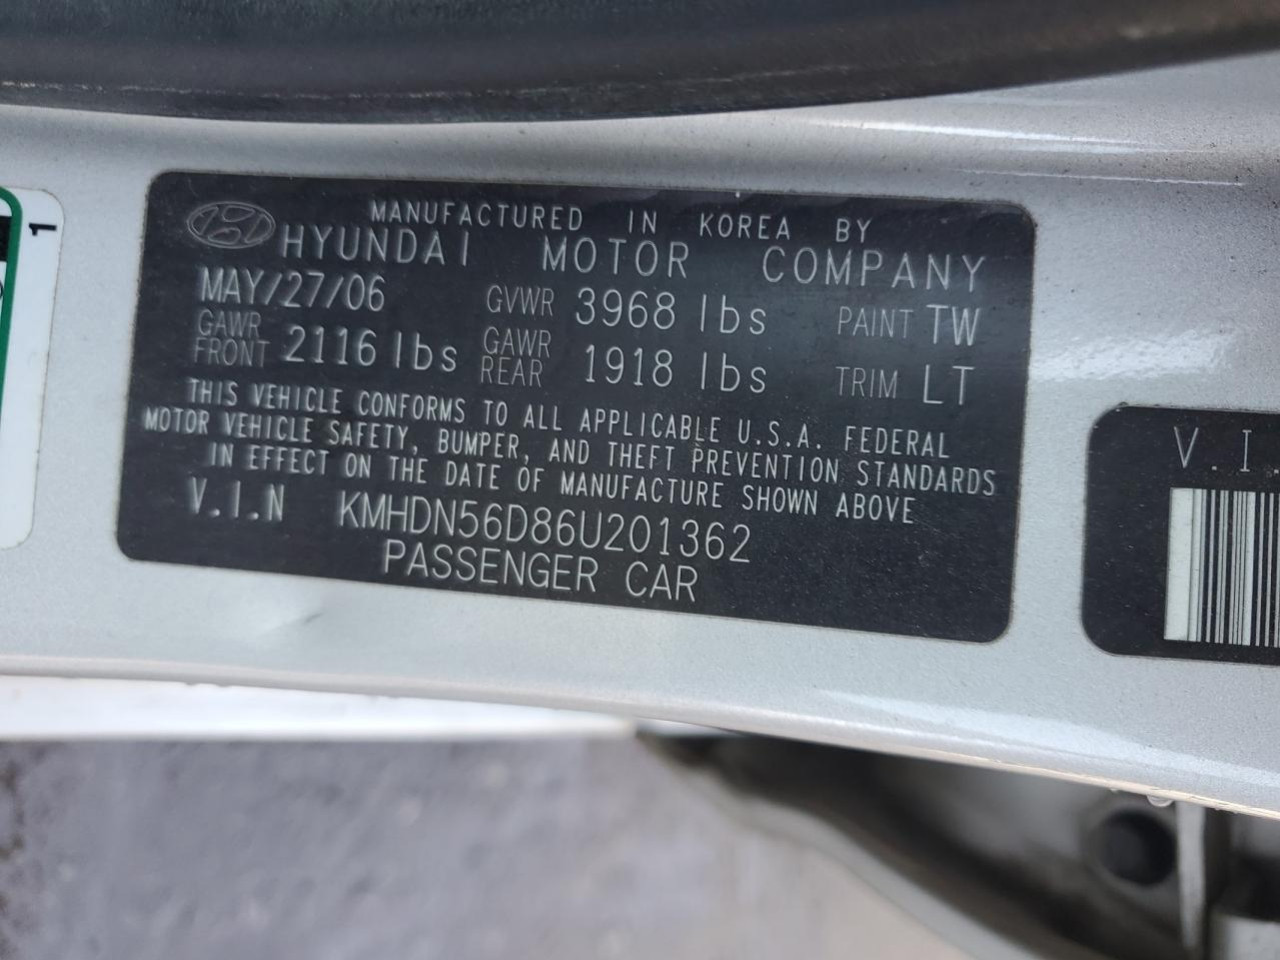 MANUFACTURED IN KOREA BY
HYUNDAI MOTOR COMPANY
MAY/27/06 GVWR 3968 lbs PAINT TW
GAWR FRONT 2116 lbs GAWR REAR 1918 lbs TRIM LT
THIS VEHICLE CONFORMS TO ALL APPLICABLE U.S.A. FEDERAL
MOTOR VEHICLE SAFETY, BUMPER, AND THEFT PREVENTION STANDARDS
IN EFFECT ON THE DATE OF MANUFACTURE SHOWN ABOVE
V.I.N KMHDN56D86U201362
PASSENGER CAR
V.I.
1